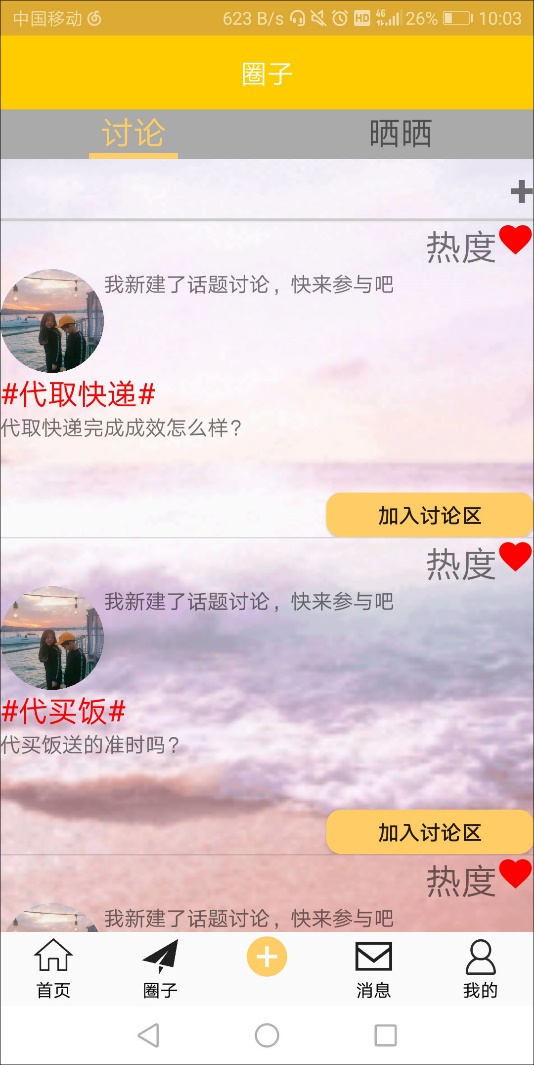 中国移动 623 B/s HD 4G 26% 10:03
圈子
讨论 晒晒
热度
我新建了话题讨论，快来参与吧
#代取快递#
代取快递完成成效怎么样？
加入讨论区
热度
我新建了话题讨论，快来参与吧
#代买饭#
代买饭送的准时吗？
加入讨论区
热度
我新建了话题讨论，快来参与吧
首页 圈子 消息 我的